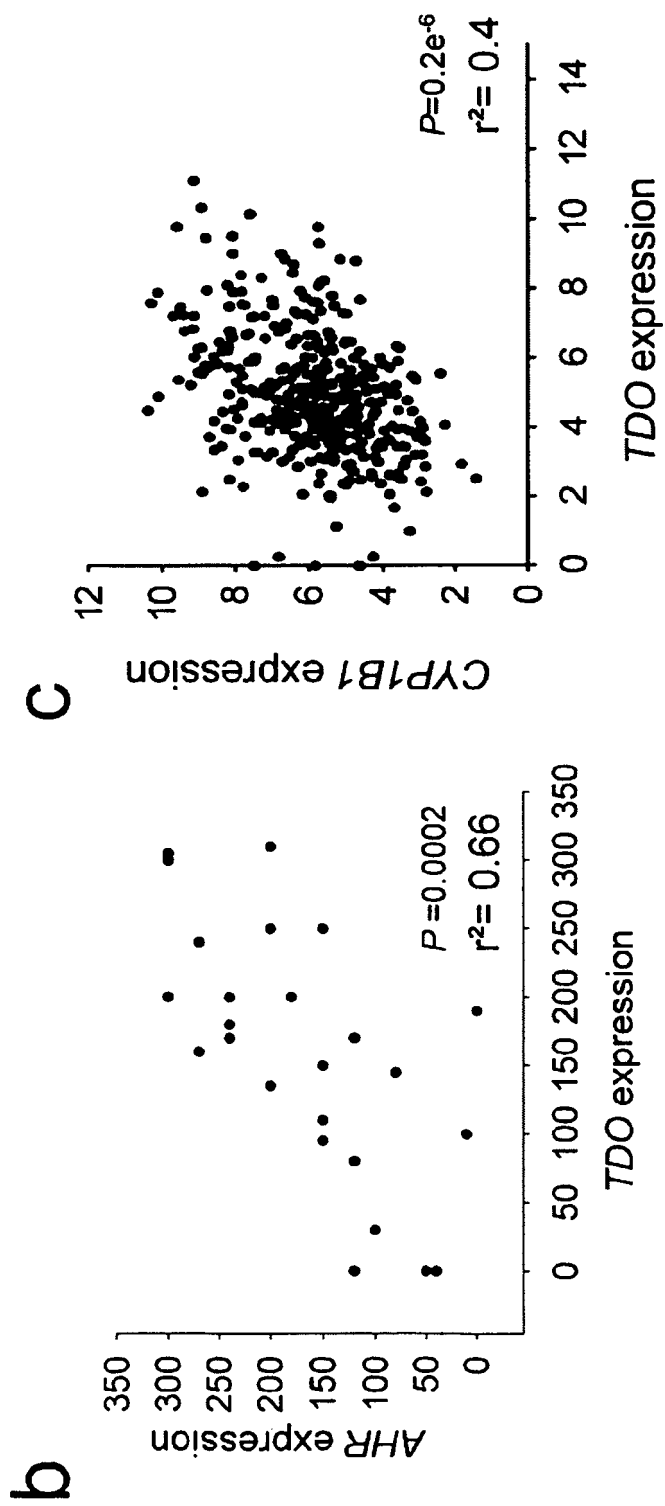 b
AHR expression
350
300
250
200
150
100
50
0
P =0.0002
r²= 0.66
0 50 100 150 200 250 300 350
TDO expression
c
CYP1B1 expression
12
10
8
6
4
2
0
P=0.2e⁻⁶
r²= 0.4
0 2 4 6 8 10 12 14
TDO expression